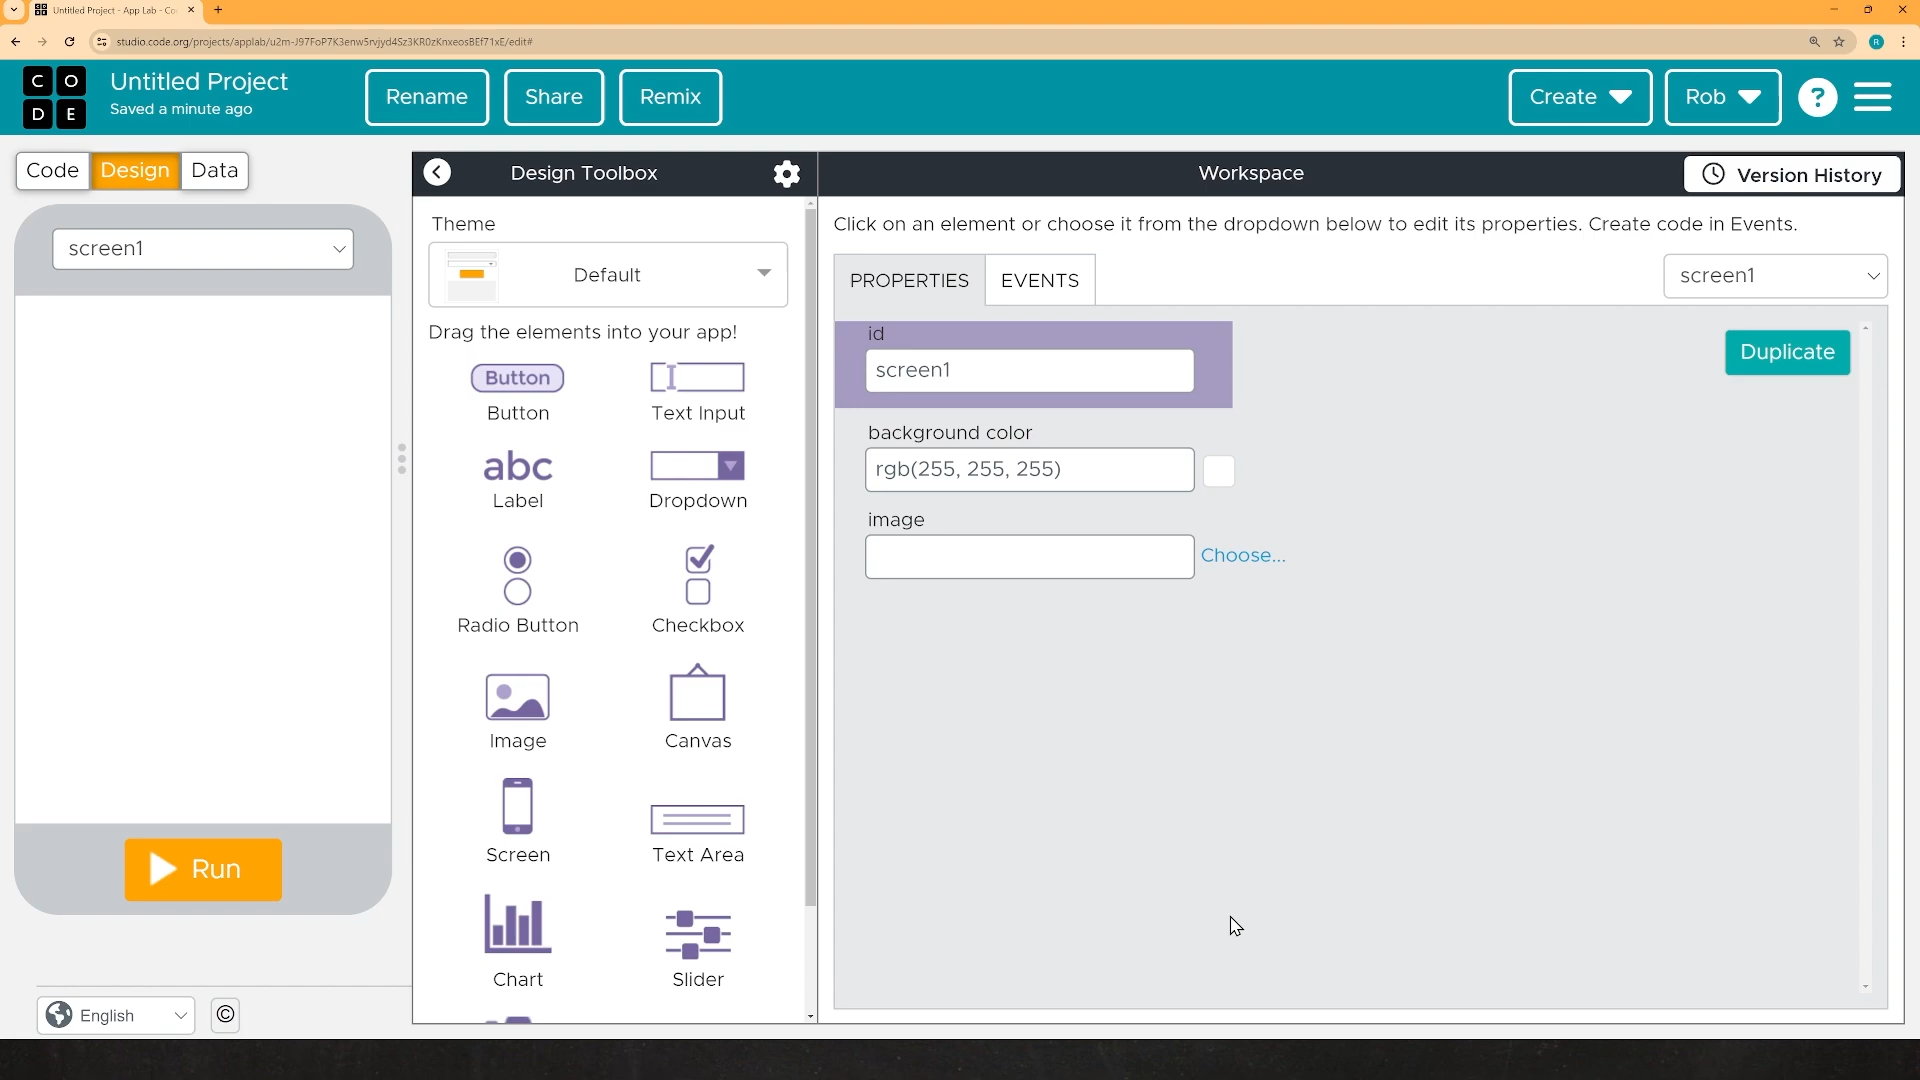 Untitled Project - App Lab - Co
studio.code.org/projects/applab/u2m-J97FoP7K3enw5rvjyd4Sz3KR0zKnxeosBEf71xE/edit#
R
C O
D E
Untitled Project
Saved a minute ago
Rename
Share
Remix
Create
Rob
?
Code
Design
Data
Design Toolbox
Workspace
Version History
screen1
Theme
Default
Drag the elements into your app!
Button
Button
Text Input
abc
Label
Dropdown
Radio Button
Checkbox
Image
Canvas
Screen
Text Area
Chart
Slider
Click on an element or choose it from the dropdown below to edit its properties. Create code in Events.
PROPERTIES
EVENTS
screen1
id
screen1
Duplicate
background color
rgb(255, 255, 255)
image
Choose...
Run
English
©